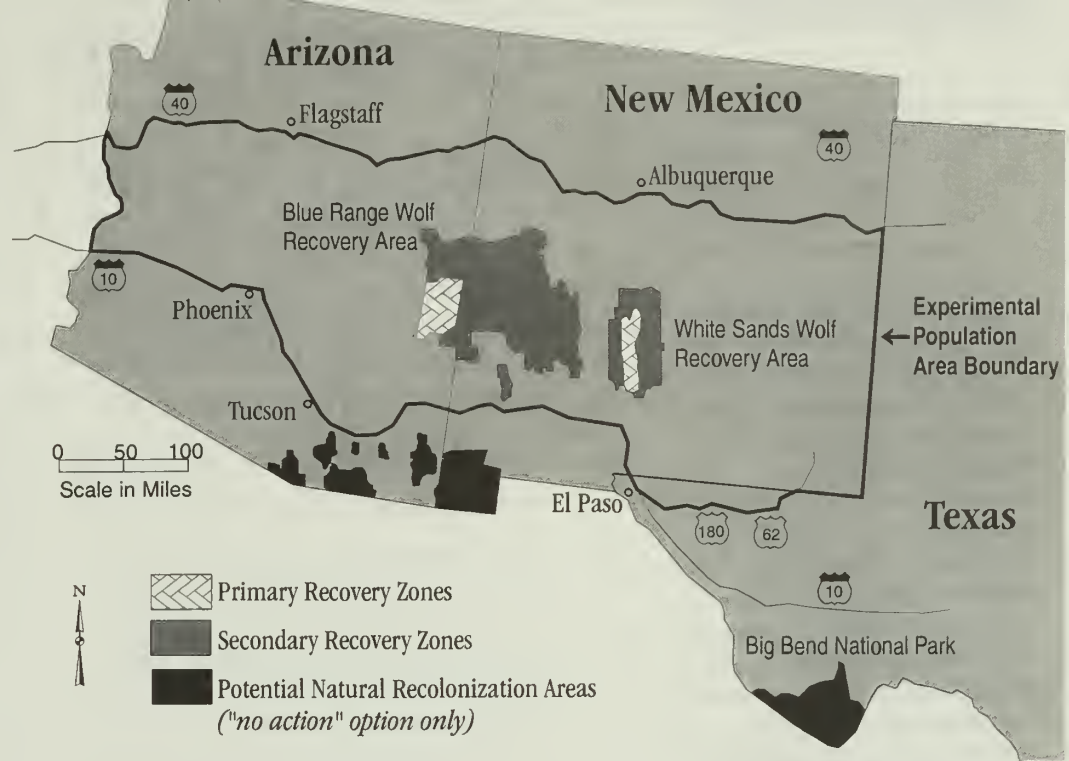 Arizona
New Mexico
40
Flagstaff
40
Albuquerque
Blue Range Wolf
Recovery Area
10
Phoenix
White Sands Wolf
Recovery Area
Experimental
Population
Area Boundary
Tucson
0 50 100
Scale in Miles
El Paso
180
62
Texas
10
N
Primary Recovery Zones
Secondary Recovery Zones
Potential Natural Recolonization Areas
("no action" option only)
Big Bend National Park